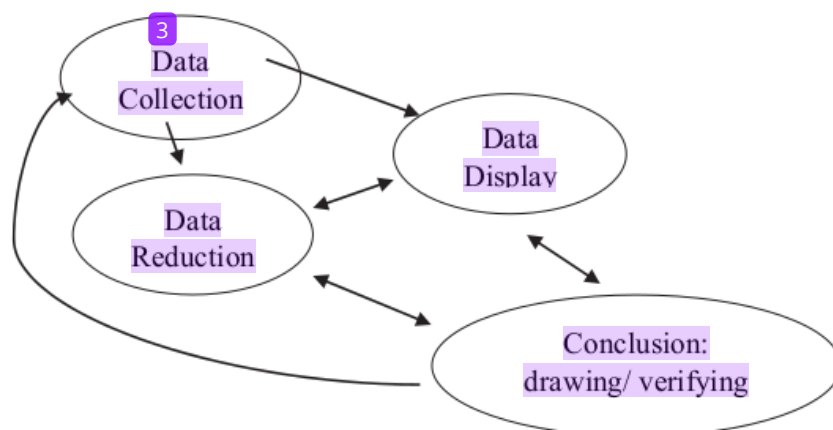 3
Data
Collection
Data
Display
Data
Reduction
Conclusion:
drawing/ verifying